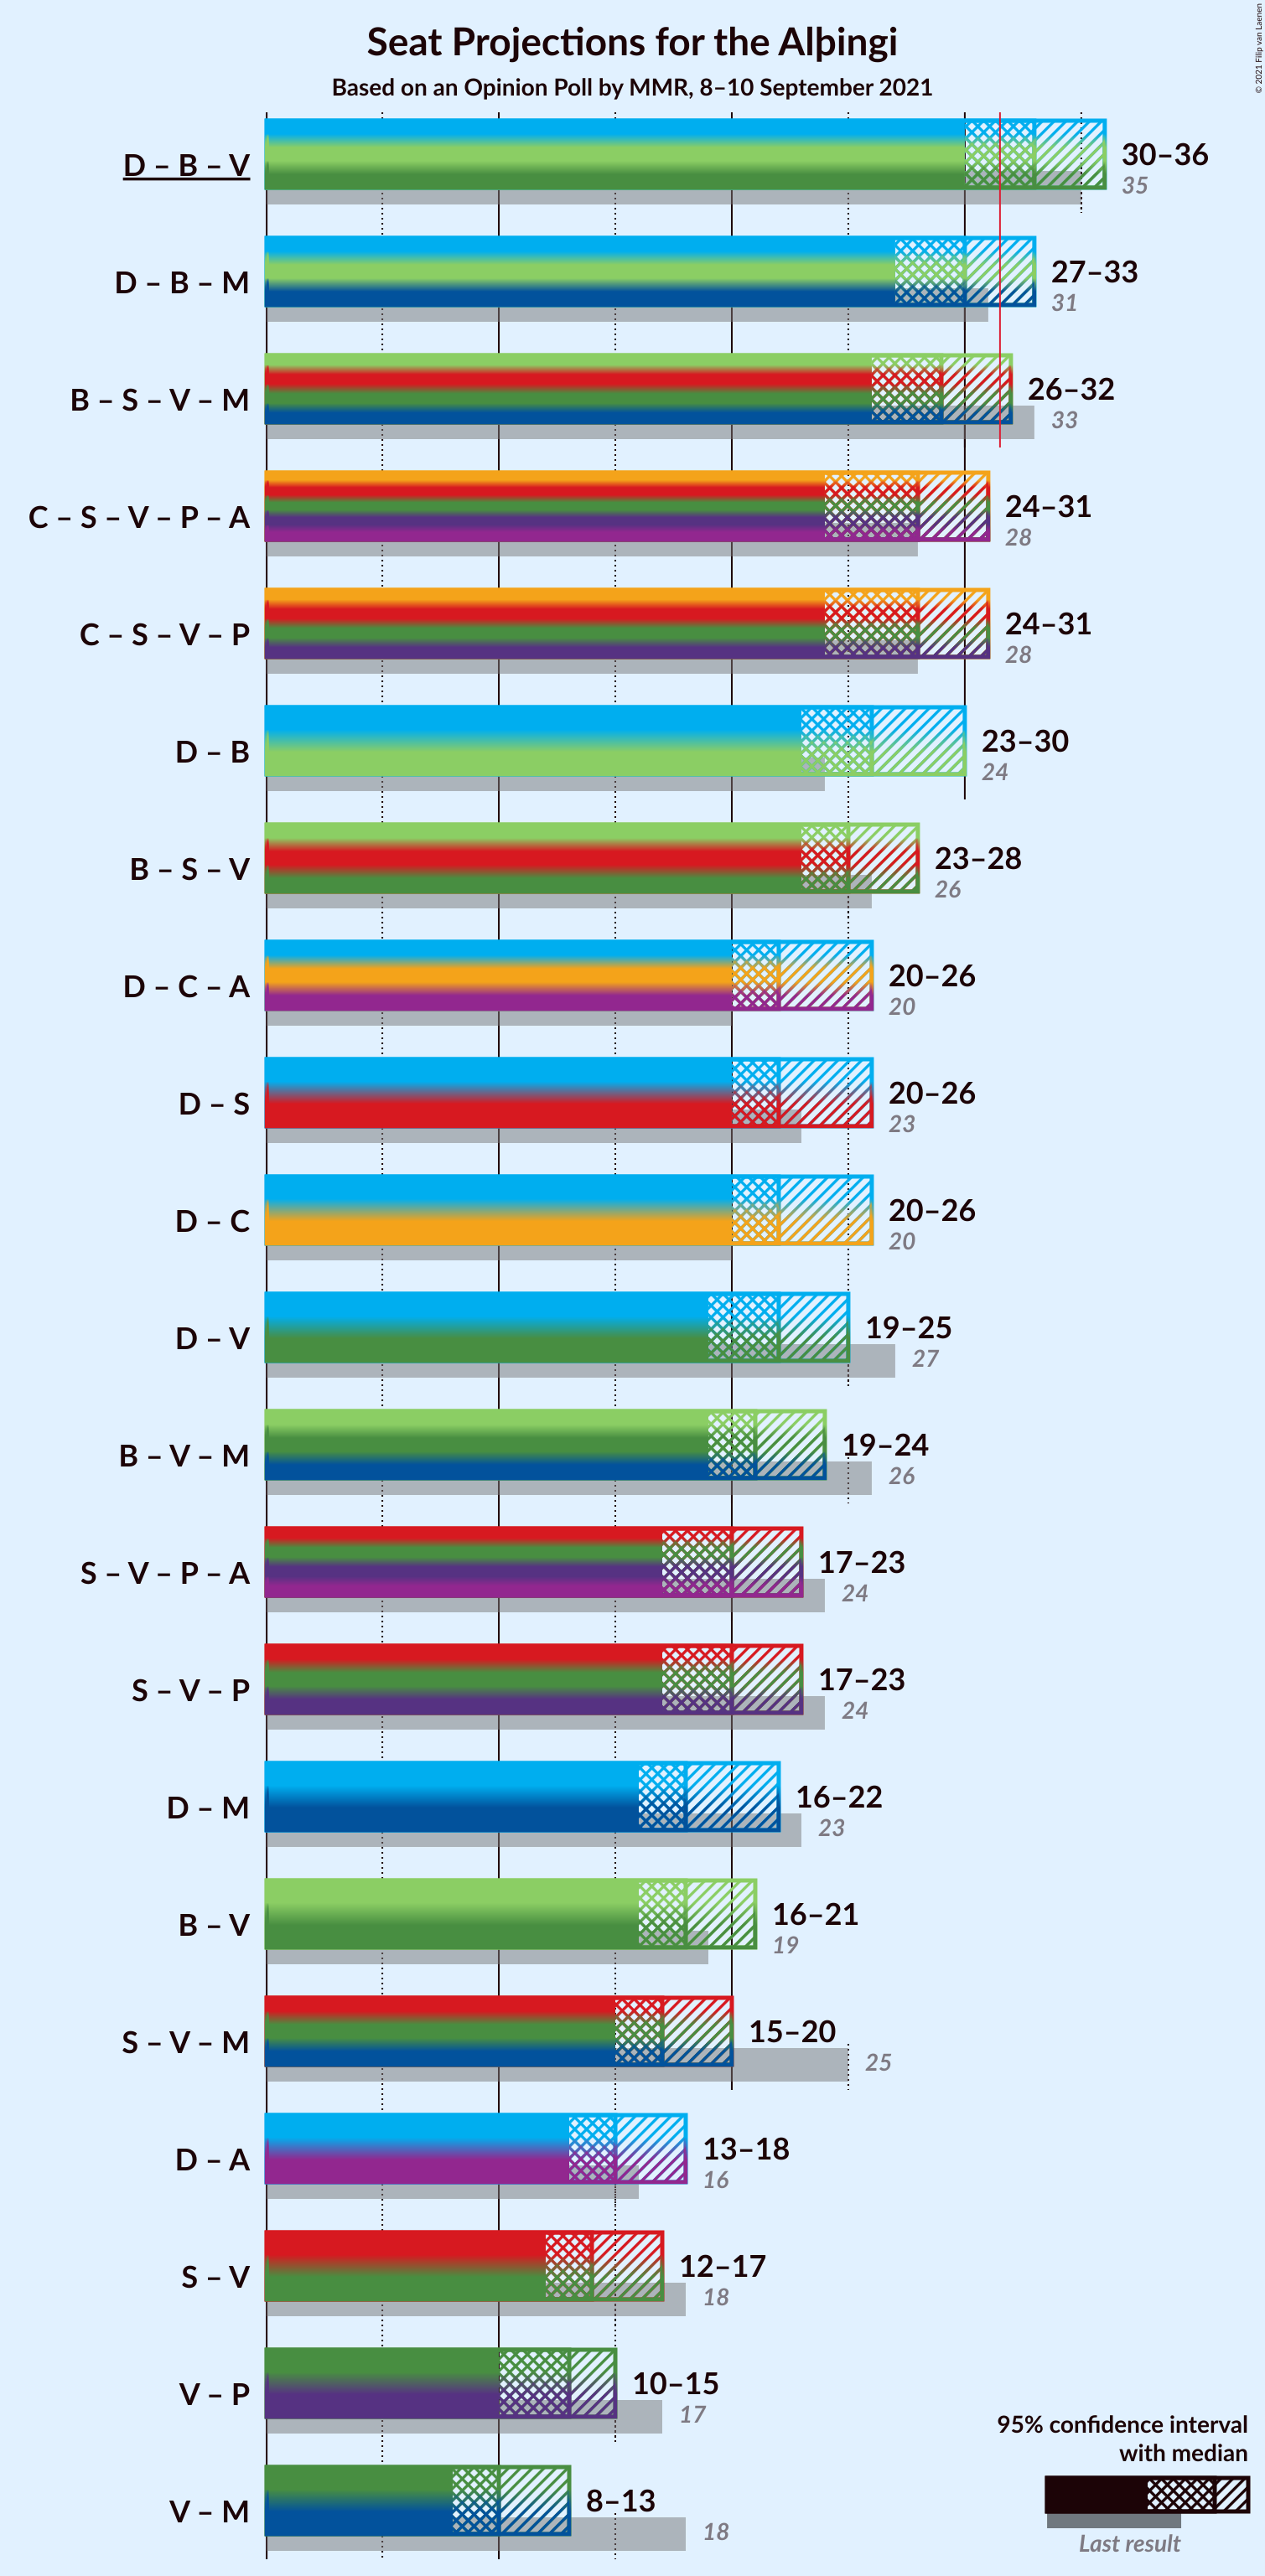 Seat Projections for the Alþingi
Based on an Opinion Poll by MMR, 8–10 September 2021
© 2021 Filip van Laenen
D – B – V
30–36
35
D – B – M
27–33
31
B – S – V – M
26–32
33
C – S – V – P – A
24–31
28
C – S – V – P
24–31
28
D – B
23–30
24
B – S – V
23–28
26
D – C – A
20–26
20
D – S
20–26
23
D – C
20–26
20
D – V
19–25
27
B – V – M
19–24
26
S – V – P – A
17–23
24
S – V – P
17–23
24
D – M
16–22
23
B – V
16–21
19
S – V – M
15–20
25
D – A
13–18
16
S – V
12–17
18
V – P
10–15
17
V – M
8–13
18
95% confidence interval
with median
Last result